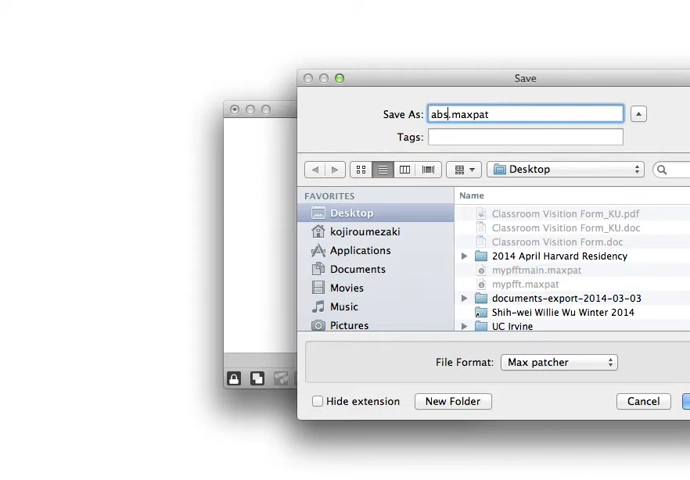 Save
Save As: abs.maxpat
Tags:
Desktop
FAVORITES
Desktop
kojiroumezaki
Applications
Documents
Movies
Music
Pictures
Name
Classroom Visition Form_KU.pdf
Classroom Visition Form_KU.doc
Classroom Visition Form.doc
2014 April Harvard Residency
mypfftmain.maxpat
mypfft.maxpat
documents-export-2014-03-03
Shih-wei Willie Wu Winter 2014
UC Irvine
File Format: Max patcher
Hide extension
New Folder
Cancel